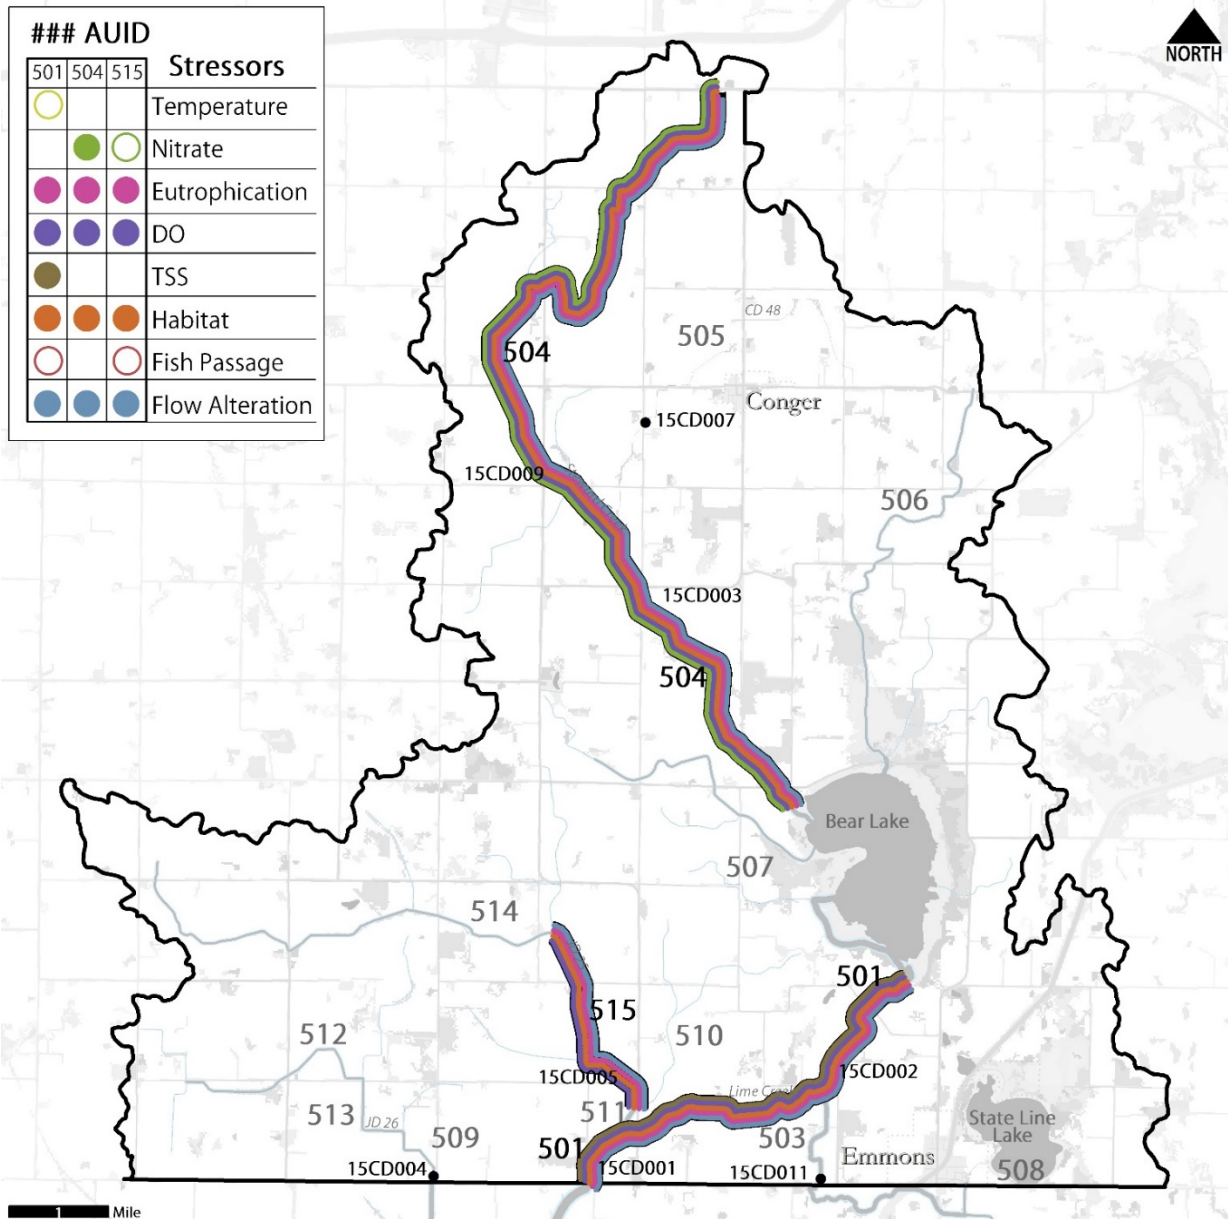 ### AUID
501 504 515 Stressors
Temperature
Nitrate
Eutrophication
DO
TSS
Habitat
Fish Passage
Flow Alteration
NORTH
CD 48
505
504
Conger
15CD007
15CD009
506
15CD003
504
Bear Lake
507
514
501
515
512
510
15CD005
15CD002
Lime Creek
511
513
JD 26
509
501
503
State Line
Lake
Emmons
15CD004
15CD001
15CD011
508
1 Mile